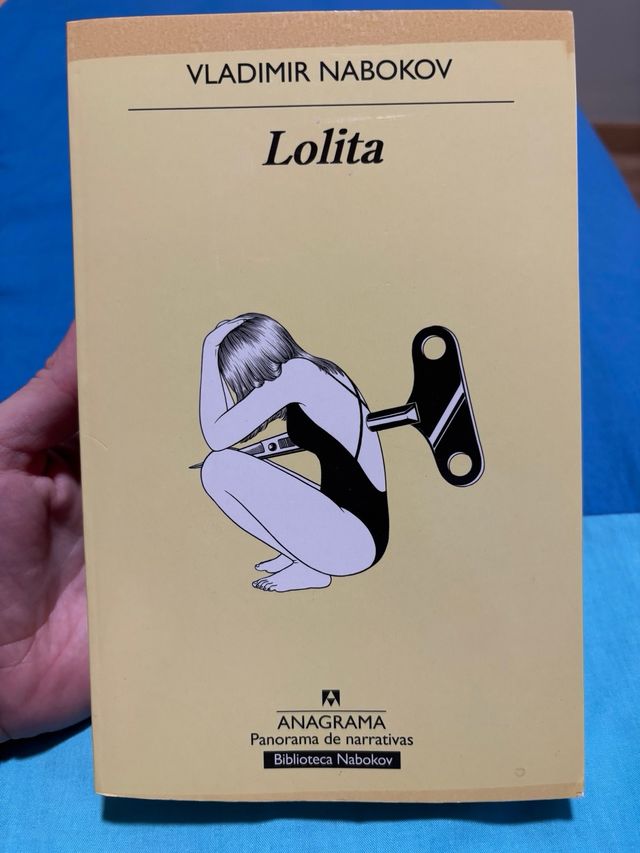 VLADIMIR NABOKOV
Lolita
ANAGRAMA
Panorama de narrativas
Biblioteca Nabokov